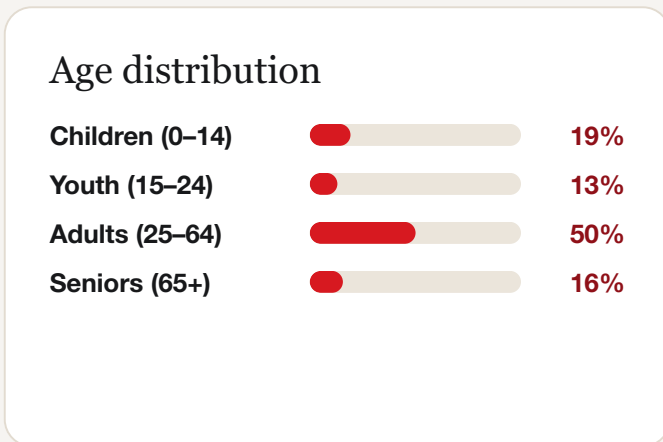 Age distribution
Children (0–14) 19%
Youth (15–24) 13%
Adults (25–64) 50%
Seniors (65+) 16%